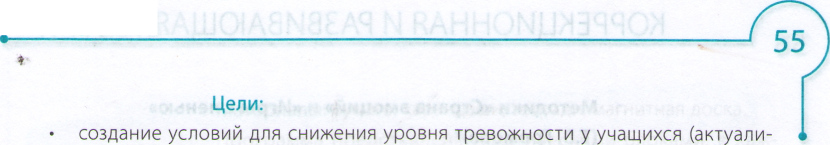 55
Цели:
• создание условий для снижения уровня тревожности у учащихся (актуали-